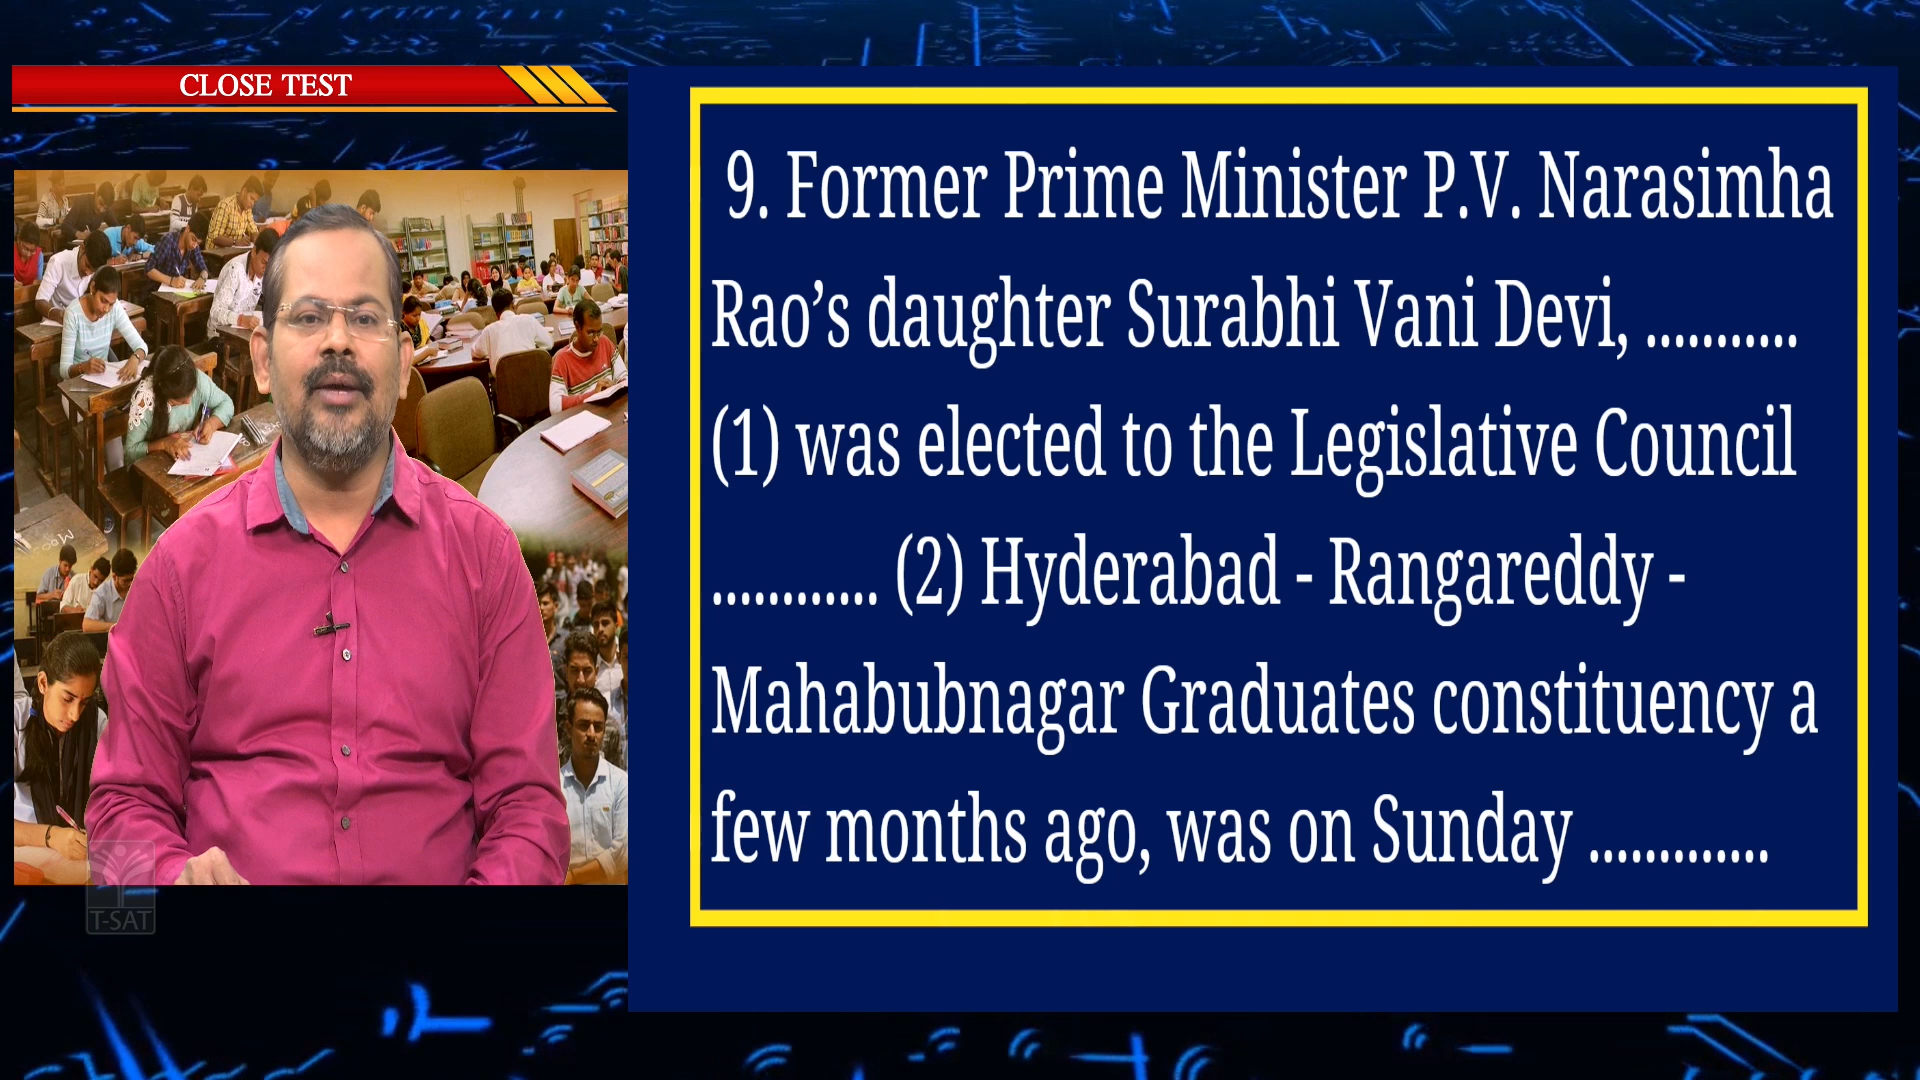 CLOSE TEST
9. Former Prime Minister P.V. Narasimha
Rao’s daughter Surabhi Vani Devi, ...........
(1) was elected to the Legislative Council
............ (2) Hyderabad - Rangareddy -
Mahabubnagar Graduates constituency a
few months ago, was on Sunday .............
T-SAT